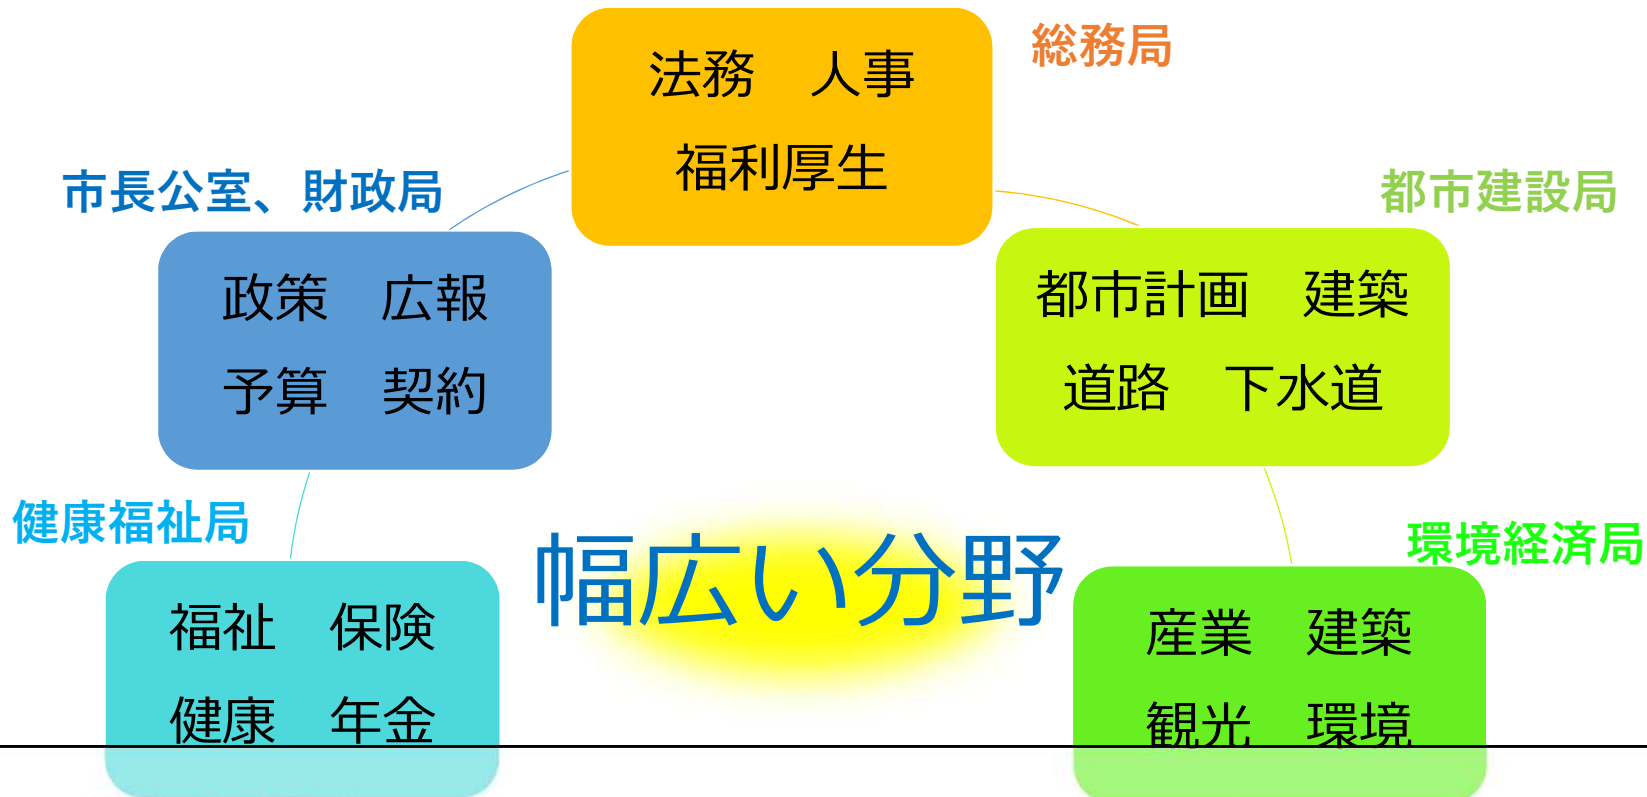 総務局
法務　人事
福利厚生
市長公室、財政局
政策　広報
予算　契約
都市建設局
都市計画　建築
道路　下水道
健康福祉局
福祉　保険
健康　年金
幅広い分野
環境経済局
産業　建築
観光　環境